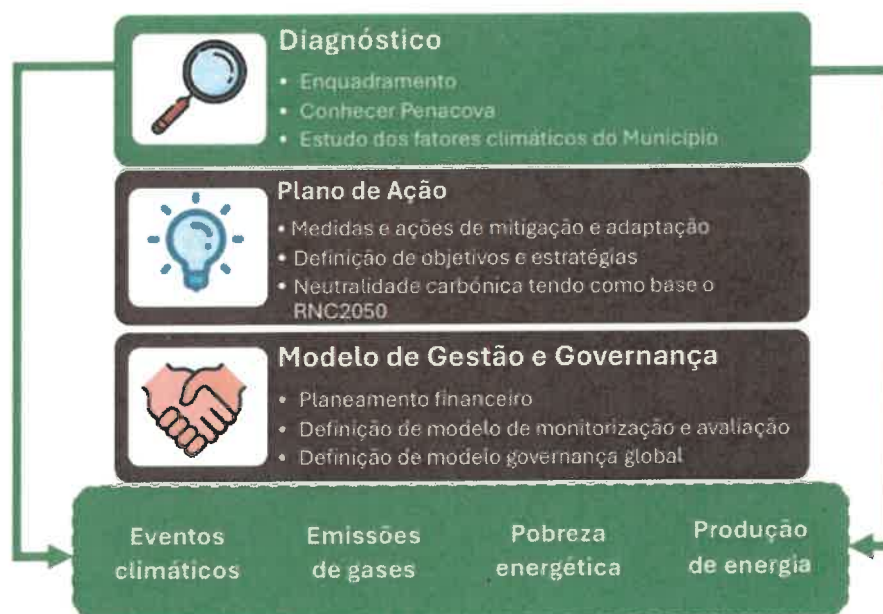 Diagnóstico
• Enquadramento
• Conhecer Penacova
• Estudo dos fatores climáticos do Município
Plano de Ação
• Medidas e ações de mitigação e adaptação
• Definição de objetivos e estratégias
• Neutralidade carbónica tendo como base o
RNC2050
Modelo de Gestão e Governança
• Planeamento financeiro
• Definição de modelo de monitorização e avaliação
• Definição de modelo governança global
Eventos
climáticos
Emissões
de gases
Pobreza
energética
Produção
de energia